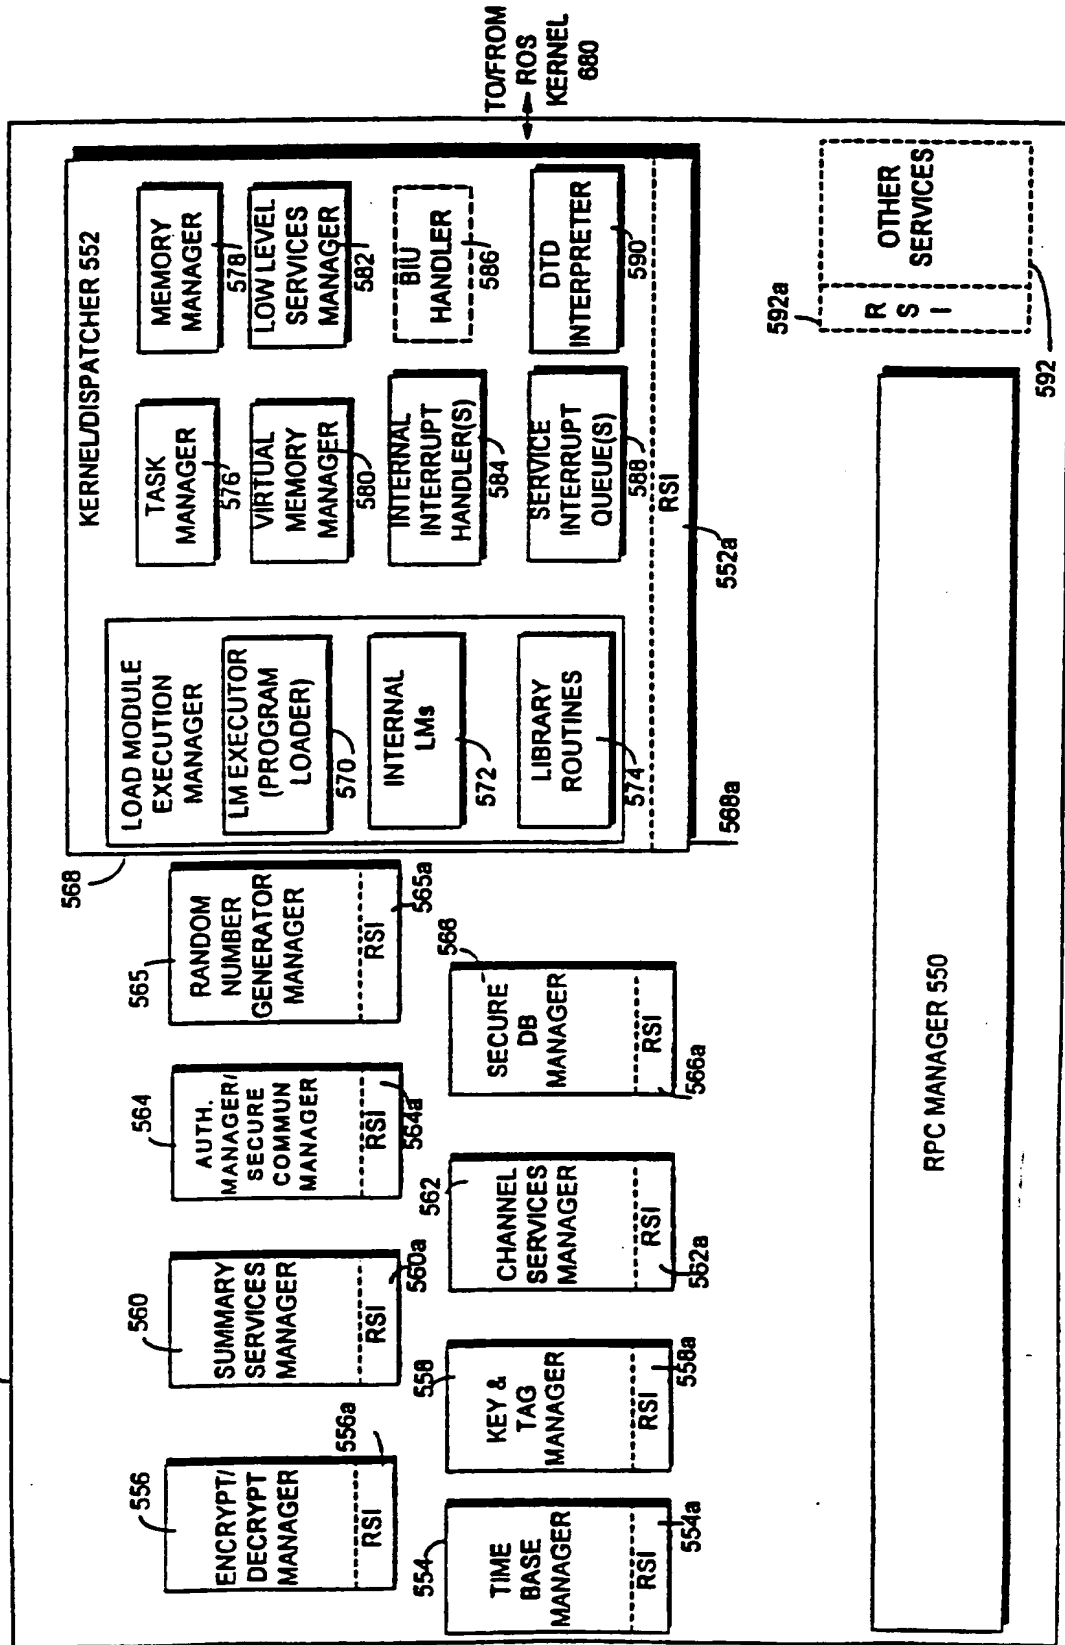 TO/FROM
ROS
KERNEL
680
KERNEL/DISPATCHER 552
568
LOAD MODULE
EXECUTION
MANAGER
LM EXECUTOR
(PROGRAM
LOADER)
570
INTERNAL
LMs
572
LIBRARY
ROUTINES
574
TASK
MANAGER
576
MEMORY
MANAGER
578
VIRTUAL
MEMORY
MANAGER
580
LOW LEVEL
SERVICES
MANAGER
582
INTERNAL
INTERRUPT
HANDLER(S)
584
BIU
HANDLER
586
SERVICE
INTERRUPT
QUEUE(S)
588
DTD
INTERPRETER
590
RSI
552a
568a
556
ENCRYPT/
DECRYPT
MANAGER
RSI
556a
560
SUMMARY
SERVICES
MANAGER
RSI
560a
564
AUTH.
MANAGER/
SECURE
COMMUN
MANAGER
RSI
564a
565
RANDOM
NUMBER
GENERATOR
MANAGER
RSI
565a
554
TIME
BASE
MANAGER
RSI
554a
558
KEY &
TAG
MANAGER
RSI
558a
562
CHANNEL
SERVICES
MANAGER
RSI
562a
566
SECURE
DB
MANAGER
RSI
566a
RPC MANAGER 550
592a
R
S
I
OTHER
SERVICES
592